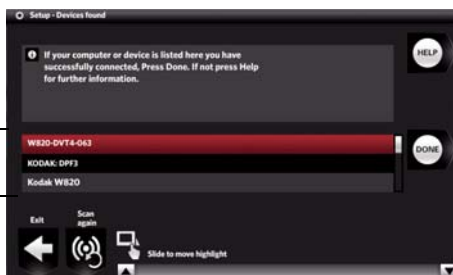 Setup - Devices found
If your computer or device is listed here you have
successfully connected, Press Done. If not press Help
for further information.
HELP
W820-DVT4-063
KODAK: DPF3
Kodak W820
DONE
Exit
Scan
again
Slide to move highlight